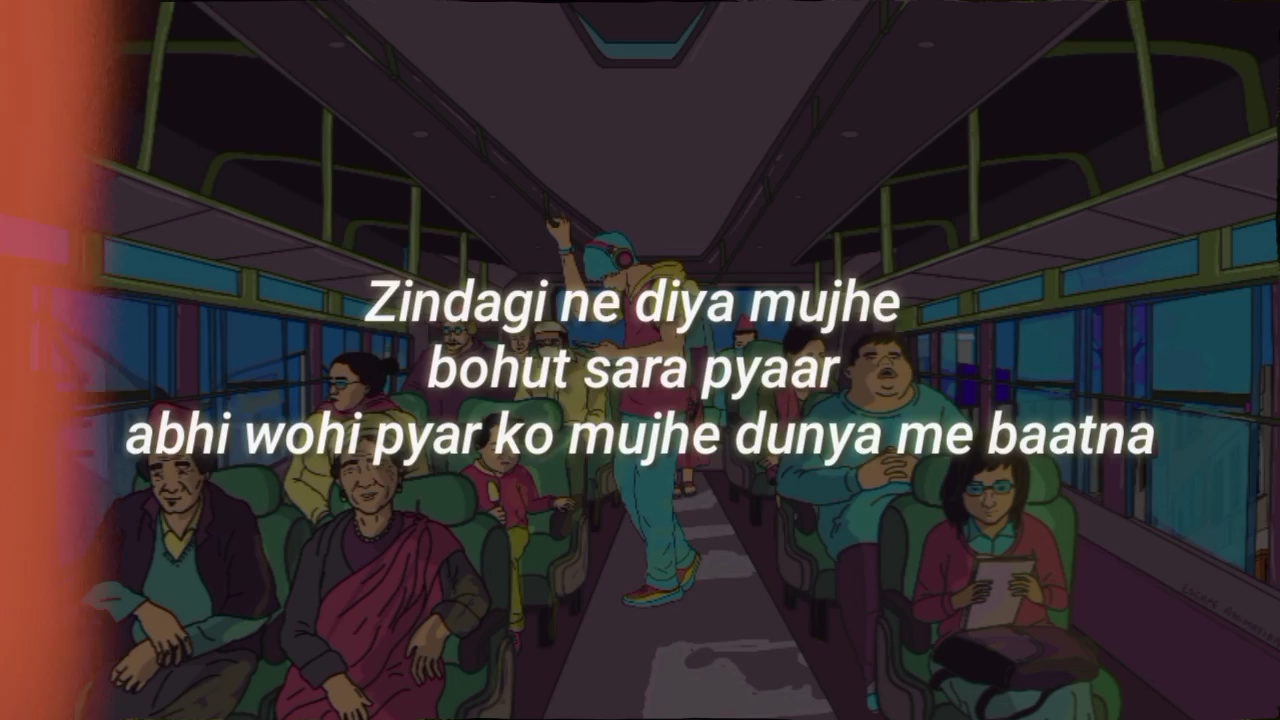 Zindagi ne diya mujhe
bohut sara pyaar
abhi wohi pyar ko mujhe dunya me baatna